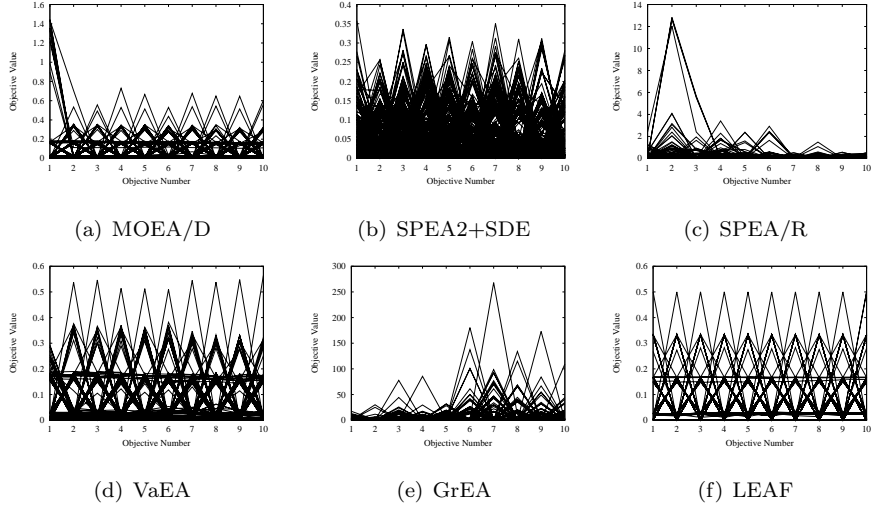 1.6
1.4
1.2
1
0.8
0.6
0.4
0.2
0
Objective Value
1 2 3 4 5 6 7 8 9 10
Objective Number
(a) MOEA/D
0.4
0.35
0.3
0.25
0.2
0.15
0.1
0.05
0
Objective Value
1 2 3 4 5 6 7 8 9 10
Objective Number
(b) SPEA2+SDE
14
12
10
8
6
4
2
0
Objective Value
1 2 3 4 5 6 7 8 9 10
Objective Number
(c) SPEA/R
0.6
0.5
0.4
0.3
0.2
0.1
0
Objective Value
1 2 3 4 5 6 7 8 9 10
Objective Number
(d) VaEA
300
250
200
150
100
50
0
Objective Value
1 2 3 4 5 6 7 8 9 10
Objective Number
(e) GrEA
0.6
0.5
0.4
0.3
0.2
0.1
0
Objective Value
1 2 3 4 5 6 7 8 9 10
Objective Number
(f) LEAF